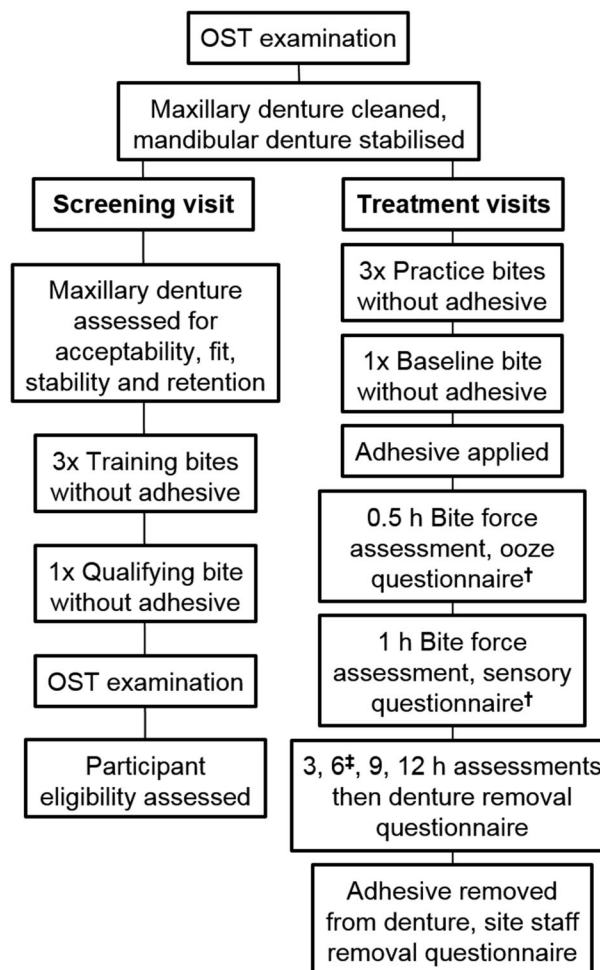 OST examination
Maxillary denture cleaned,
mandibular denture stabilised
Screening visit
Maxillary denture
assessed for
acceptability, fit,
stability and retention
3x Training bites
without adhesive
1x Qualifying bite
without adhesive
OST examination
Participant
eligibility assessed
Treatment visits
3x Practice bites
without adhesive
1x Baseline bite
without adhesive
Adhesive applied
0.5 h Bite force
assessment, ooze
questionnaire†
1 h Bite force
assessment, sensory
questionnaire†
3, 6‡, 9, 12 h assessments
then denture removal
questionnaire
Adhesive removed
from denture, site staff
removal questionnaire